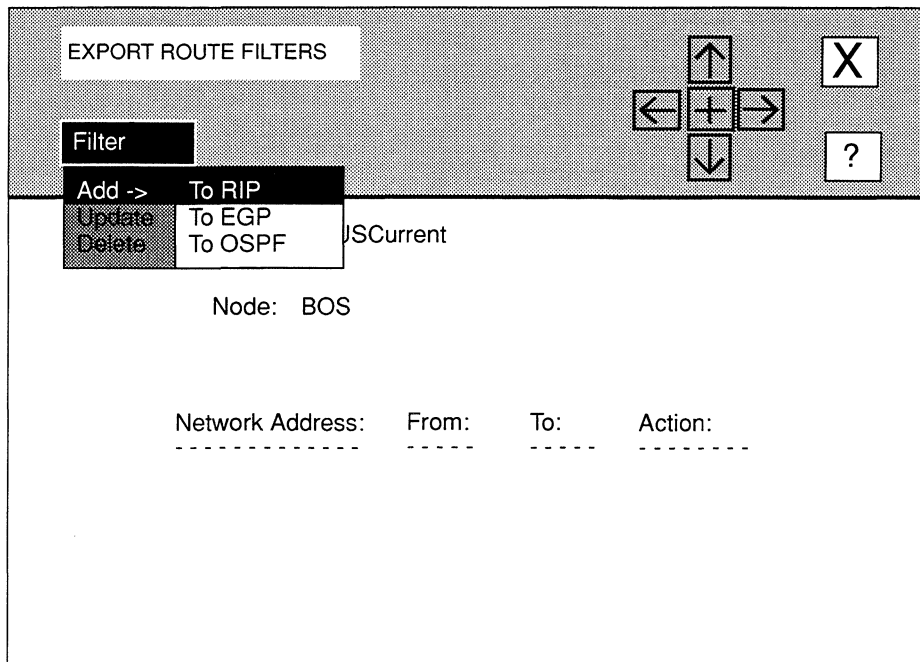 EXPORT ROUTE FILTERS
X
Filter
?
Add -> To RIP
Update To EGP
Delete To OSPF
USCurrent
Node: BOS
Network Address: From: To: Action: